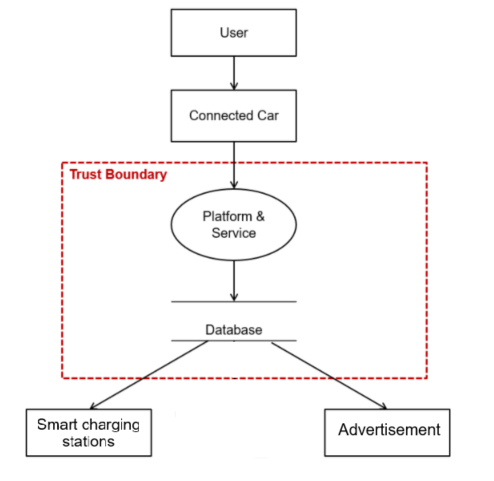 User
Connected Car
Trust Boundary
Platform &
Service
Database
Smart charging
stations
Advertisement